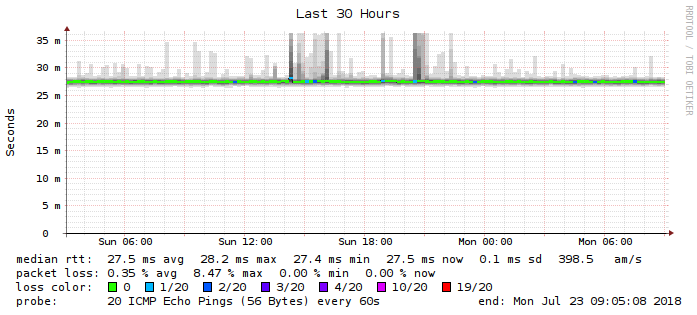 Last 30 Hours
RRDTOOL / TOBI OETIKER
Seconds
35 m
30 m
25 m
20 m
15 m
10 m
5 m
0
Sun 06:00 Sun 12:00 Sun 18:00 Mon 00:00 Mon 06:00
median rtt: 27.5 ms avg 28.2 ms max 27.4 ms min 27.5 ms now 0.1 ms sd 398.5 am/s
packet loss: 0.35 % avg 8.47 % max 0.00 % min 0.00 % now
loss color: 0 1/20 2/20 3/20 4/20 10/20 19/20
probe: 20 ICMP Echo Pings (56 Bytes) every 60s end: Mon Jul 23 09:05:08 2018